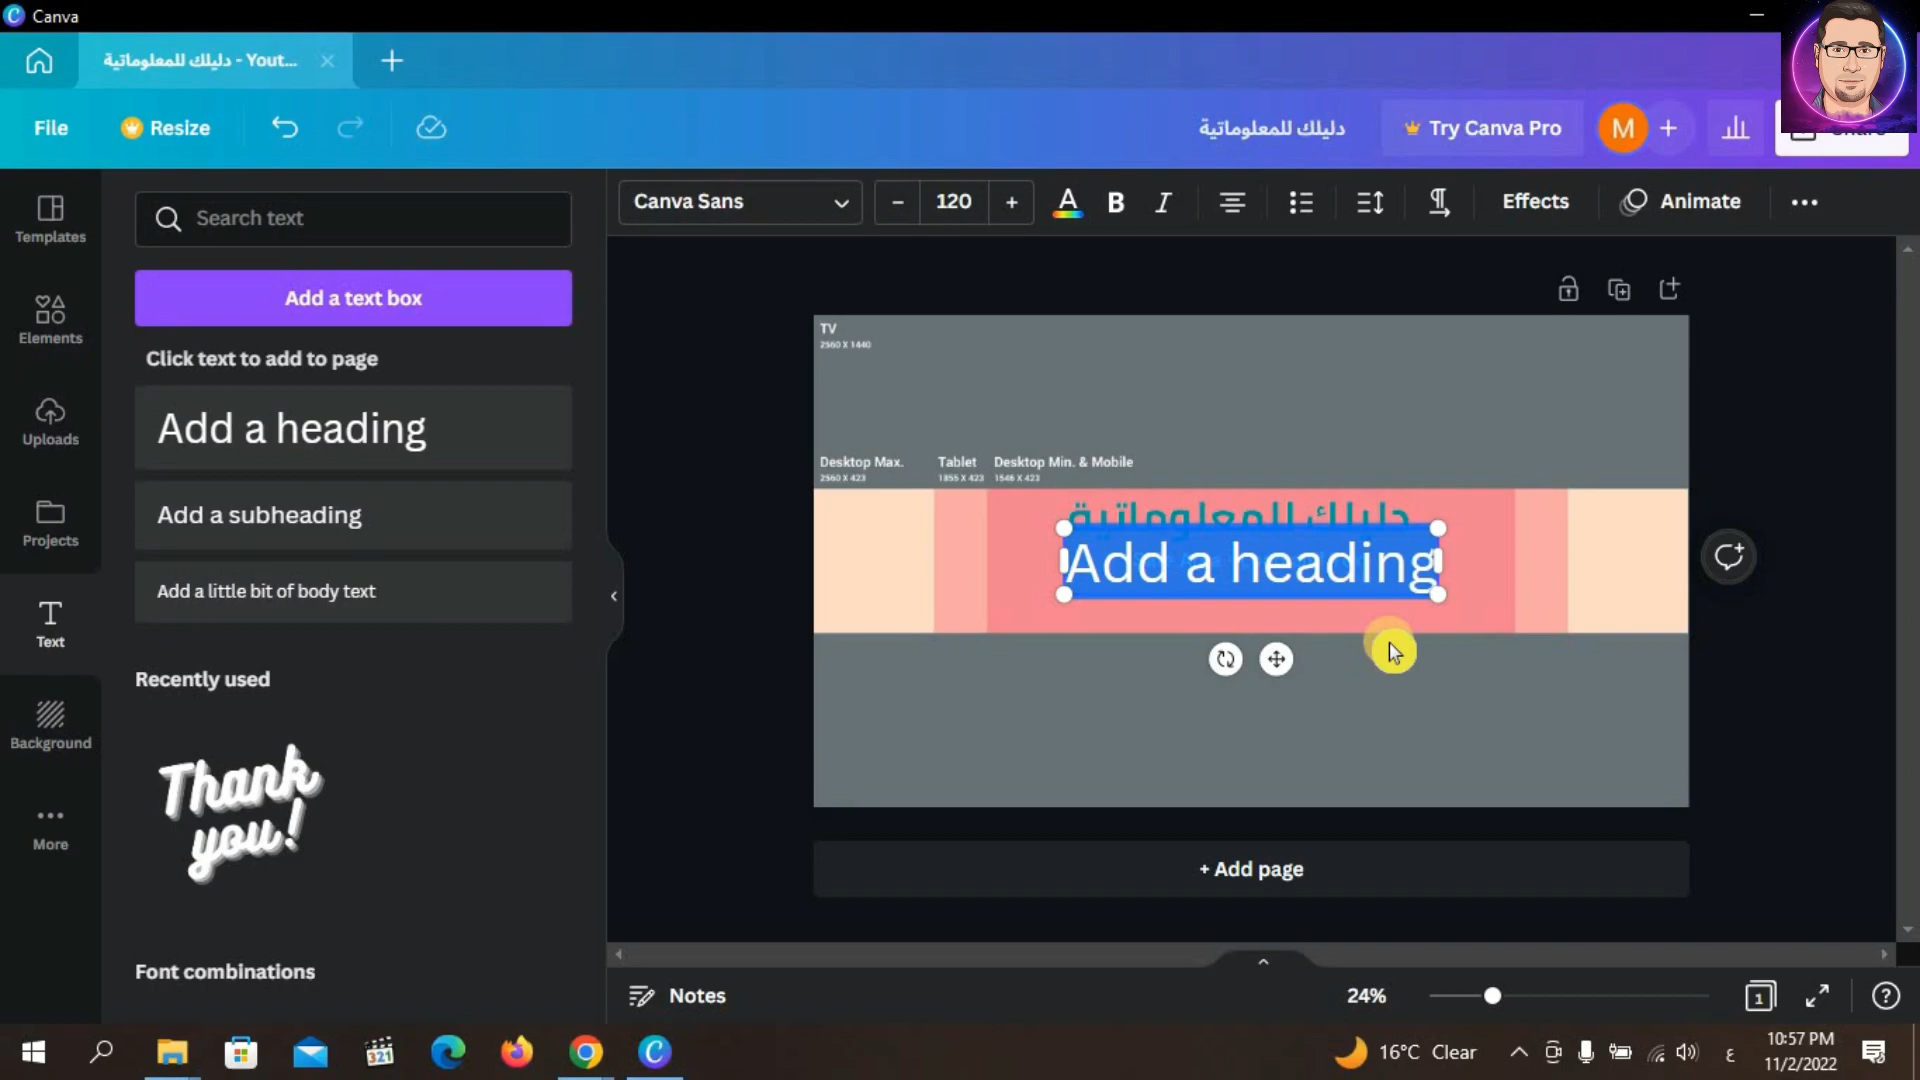 Canva
دليلك للمعلوماتية - Yout...
File
Resize
دليلك للمعلوماتية
Try Canva Pro
M
Canva Sans
120
A
B
I
Effects
Animate
Templates
Elements
Uploads
Projects
Text
Background
More
Search text
Add a text box
Click text to add to page
Add a heading
Add a subheading
Add a little bit of body text
Recently used
Thank
you!
Font combinations
TV
2560 X 1440
Desktop Max.
2560 X 423
Tablet
1855 X 423
Desktop Min. & Mobile
1546 X 423
دليلك للمعلوماتية
Add a heading
+ Add page
Notes
24%
1
321
16°C Clear
ع
10:57 PM
11/2/2022